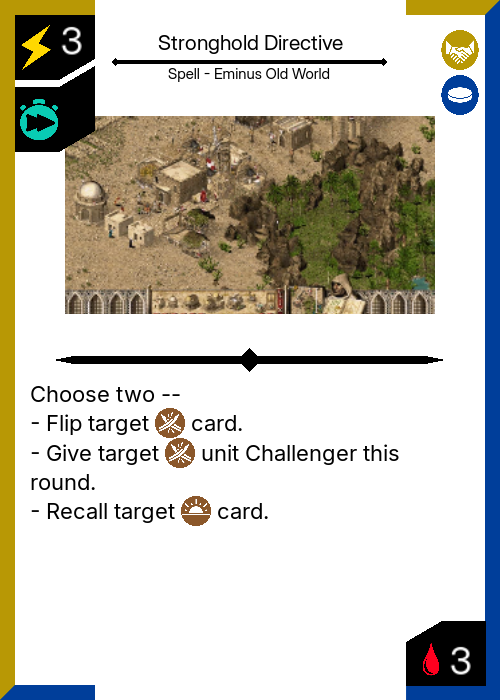 3
Stronghold Directive
Spell - Eminus Old World
Choose two --
- Flip target card.
- Give target unit Challenger this
round.
- Recall target card.
3